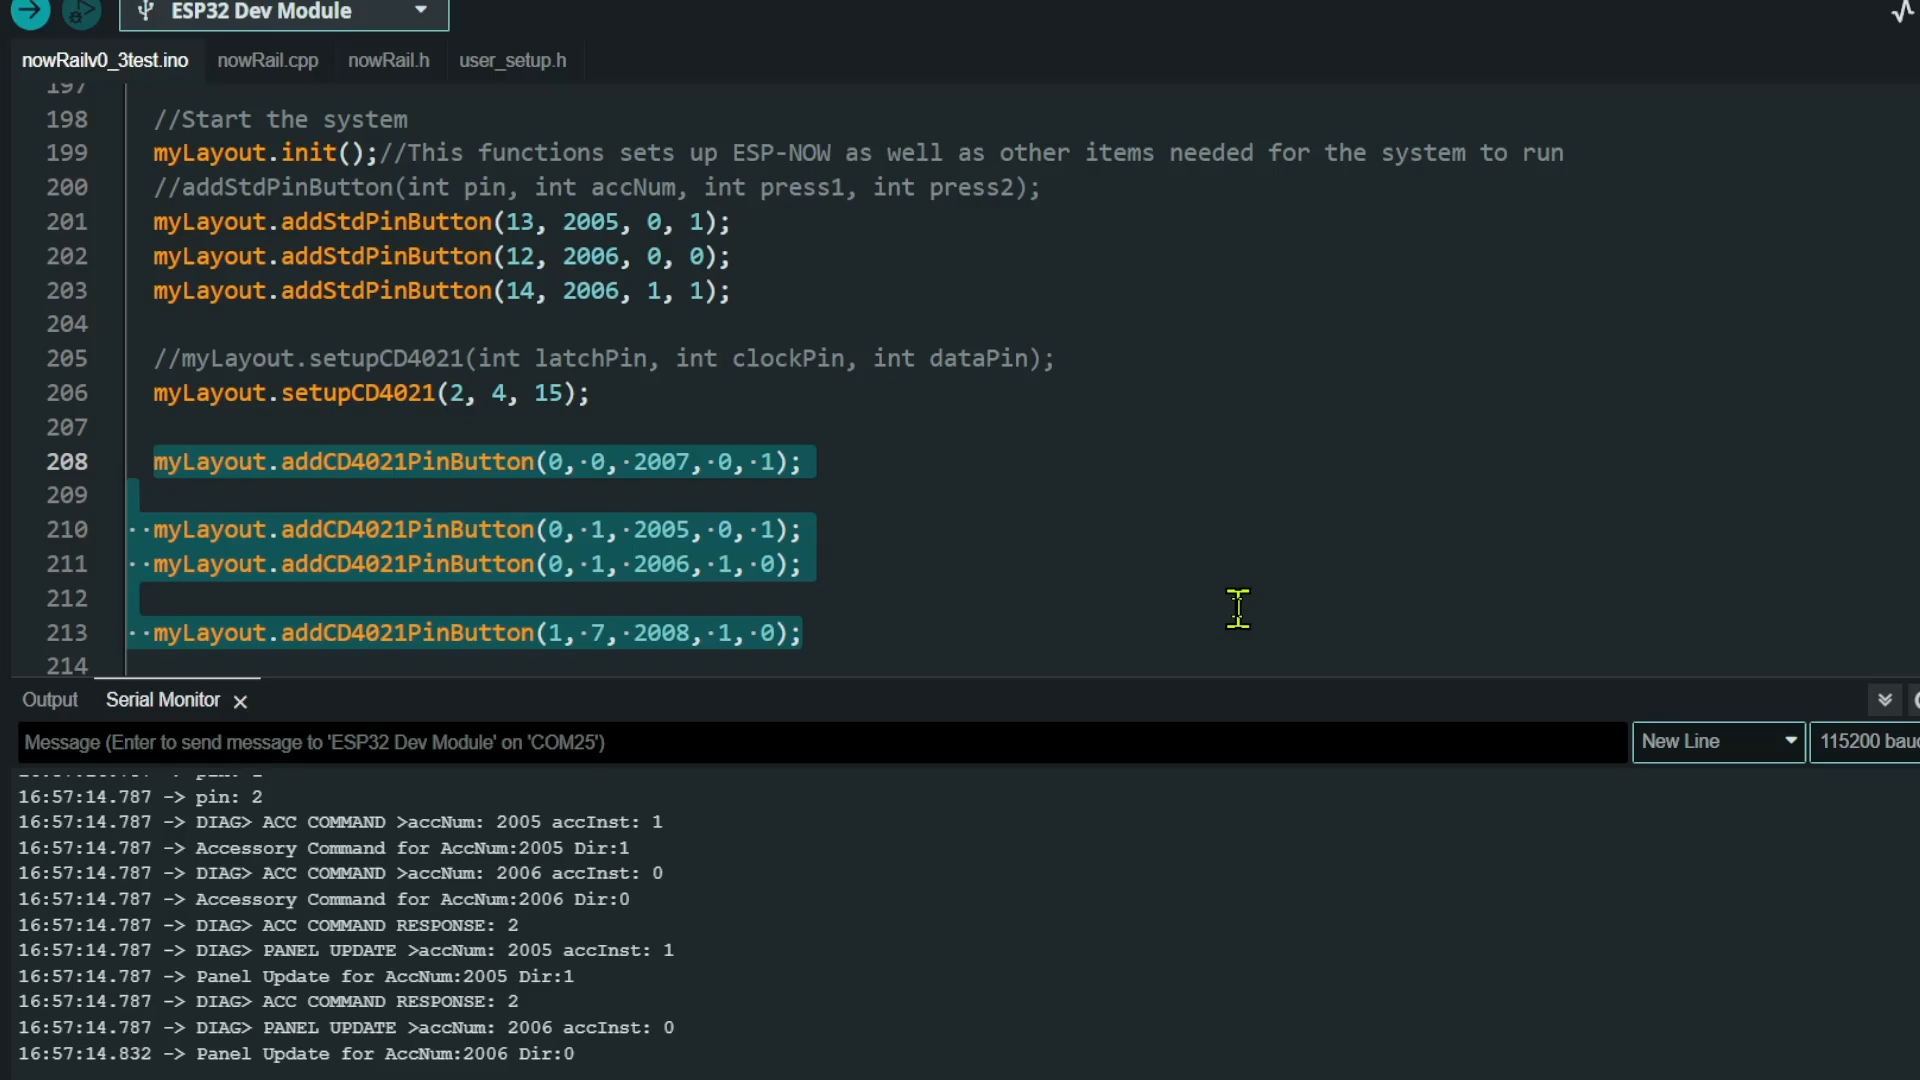 ESP32 Dev Module
nowRailv0_3test.ino nowRail.cpp nowRail.h user_setup.h
197
198 //Start the system
199 myLayout.init();//This functions sets up ESP-NOW as well as other items needed for the system to run
200 //addStdPinButton(int pin, int accNum, int press1, int press2);
201 myLayout.addStdPinButton(13, 2005, 0, 1);
202 myLayout.addStdPinButton(12, 2006, 0, 0);
203 myLayout.addStdPinButton(14, 2006, 1, 1);
204
205 //myLayout.setupCD4021(int latchPin, int clockPin, int dataPin);
206 myLayout.setupCD4021(2, 4, 15);
207
208 myLayout.addCD4021PinButton(0,·0,·2007,·0,·1);
209
210 ··myLayout.addCD4021PinButton(0,·1,·2005,·0,·1);
211 ··myLayout.addCD4021PinButton(0,·1,·2006,·1,·0);
212
213 ··myLayout.addCD4021PinButton(1,·7,·2008,·1,·0);
214
Output Serial Monitor
Message (Enter to send message to 'ESP32 Dev Module' on 'COM25') New Line 115200 bau
16:57:14.787 -> pin: 2
16:57:14.787 -> DIAG> ACC COMMAND >accNum: 2005 accInst: 1
16:57:14.787 -> Accessory Command for AccNum:2005 Dir:1
16:57:14.787 -> DIAG> ACC COMMAND >accNum: 2006 accInst: 0
16:57:14.787 -> Accessory Command for AccNum:2006 Dir:0
16:57:14.787 -> DIAG> ACC COMMAND RESPONSE: 2
16:57:14.787 -> DIAG> PANEL UPDATE >accNum: 2005 accInst: 1
16:57:14.787 -> Panel Update for AccNum:2005 Dir:1
16:57:14.787 -> DIAG> ACC COMMAND RESPONSE: 2
16:57:14.787 -> DIAG> PANEL UPDATE >accNum: 2006 accInst: 0
16:57:14.832 -> Panel Update for AccNum:2006 Dir:0